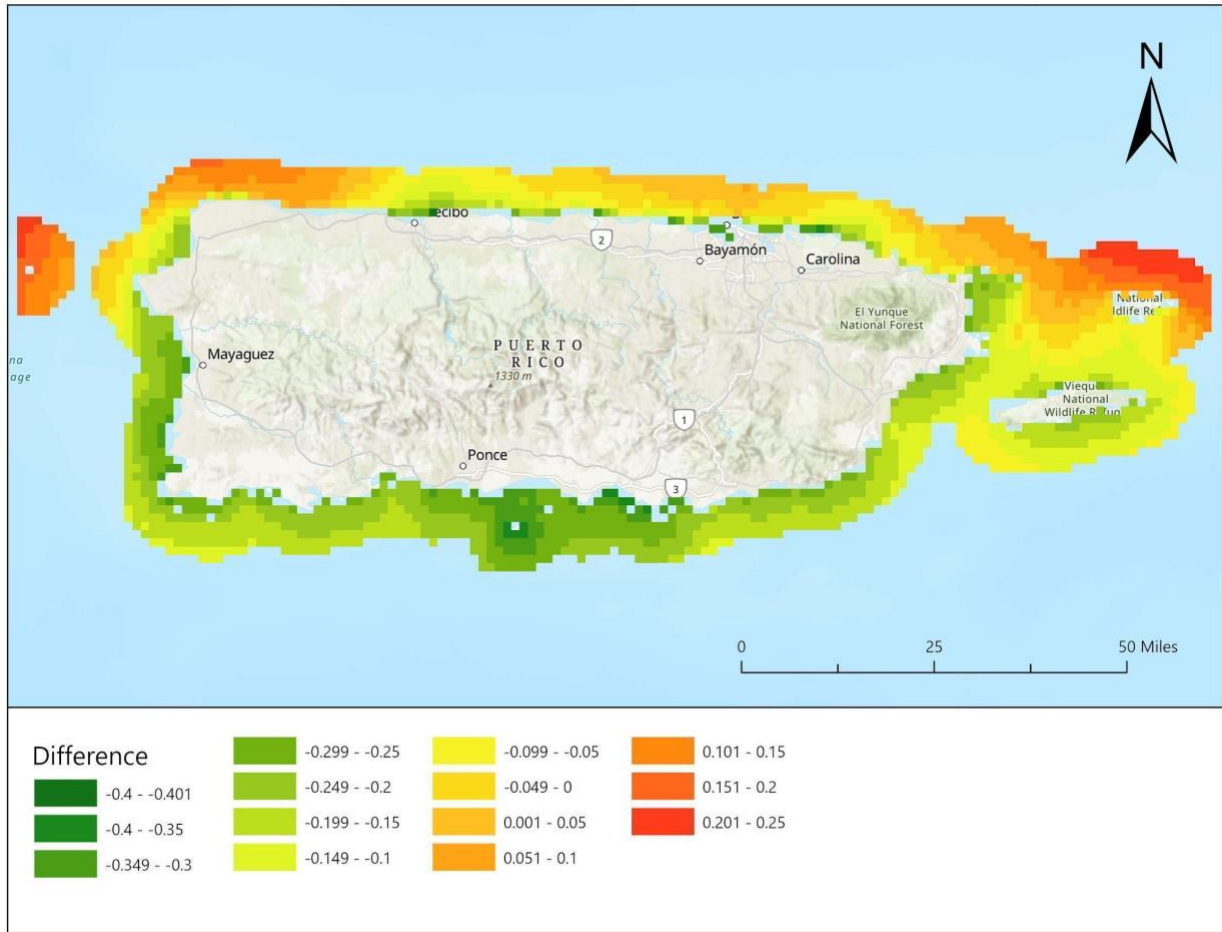 N
ecibo
2
Bayamón
Carolina
El Yunque
National Forest
National
ldlife Re
PUERTO
RICO
1330 m
Mayaguez
na
age
Viequ
National
Wildlife Refug
1
Ponce
3
0 25 50 Miles
Difference
-0.4 - -0.401
-0.4 - -0.35
-0.349 - -0.3
-0.299 - -0.25
-0.249 - -0.2
-0.199 - -0.15
-0.149 - -0.1
-0.099 - -0.05
-0.049 - 0
0.001 - 0.05
0.051 - 0.1
0.101 - 0.15
0.151 - 0.2
0.201 - 0.25